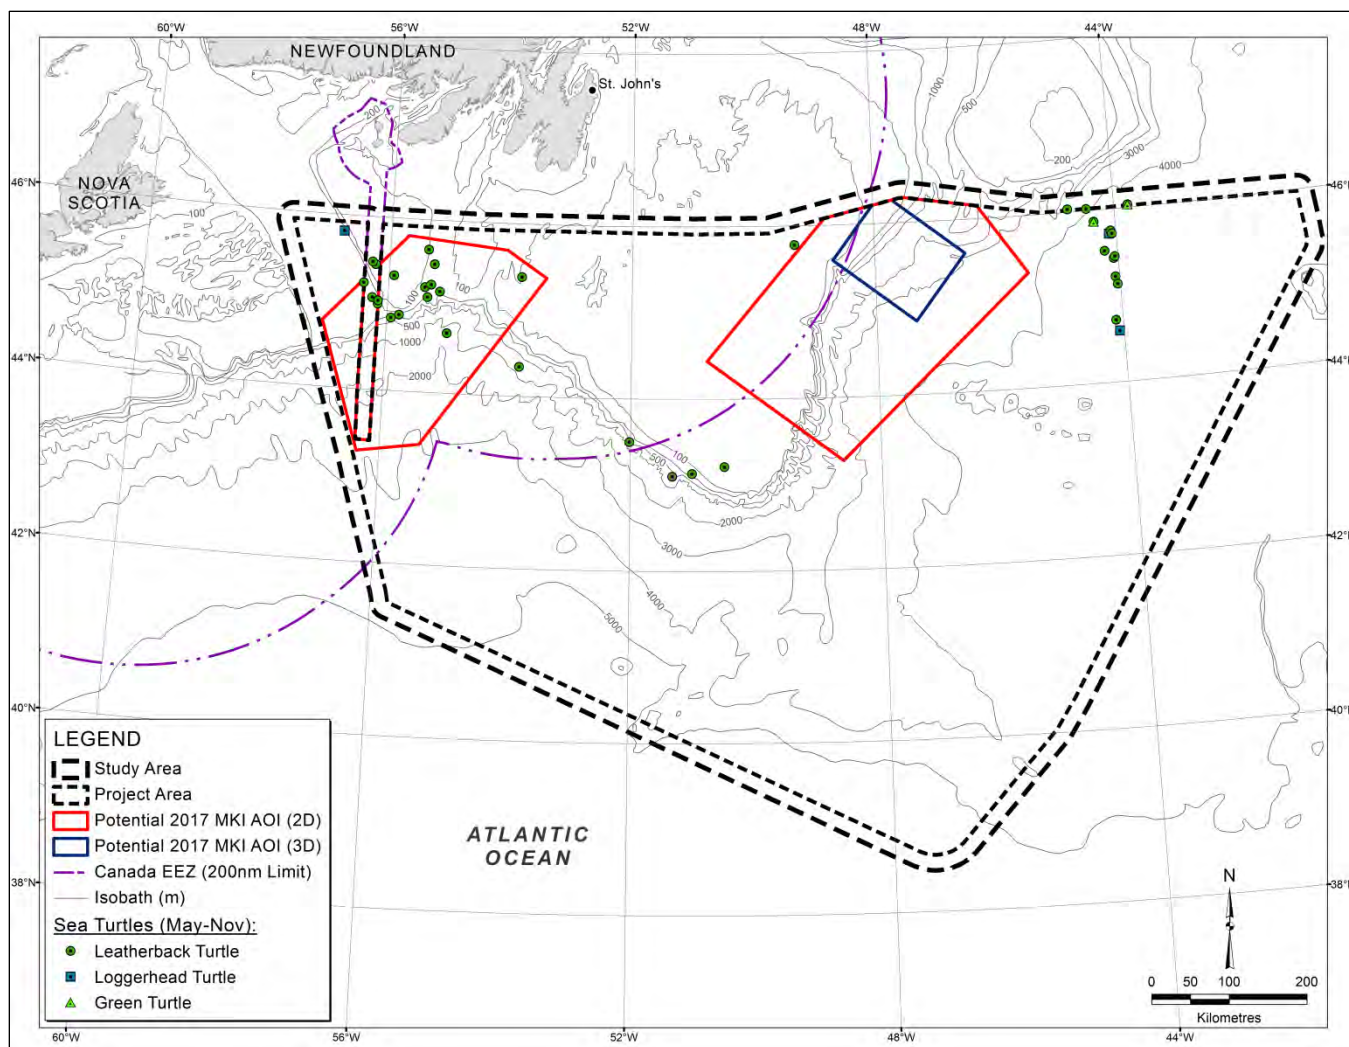 60°W 56°W 52°W 48°W 44°W
NEWFOUNDLAND
St. John's
200
1000
500
200
3000
4000
46°N
46°N
NOVA
SCOTIA
100
100
100
500
1000
2000
44°N
44°N
100
500
2000
42°N
42°N
3000
4000
5000
40°N
40°N
LEGEND
Study Area
Project Area
Potential 2017 MKI AOI (2D)
Potential 2017 MKI AOI (3D)
Canada EEZ (200nm Limit)
Isobath (m)
Sea Turtles (May-Nov):
Leatherback Turtle
Loggerhead Turtle
Green Turtle
ATLANTIC
OCEAN
38°N
38°N
N
0 50 100 200
Kilometres
60°W 56°W 52°W 48°W 44°W